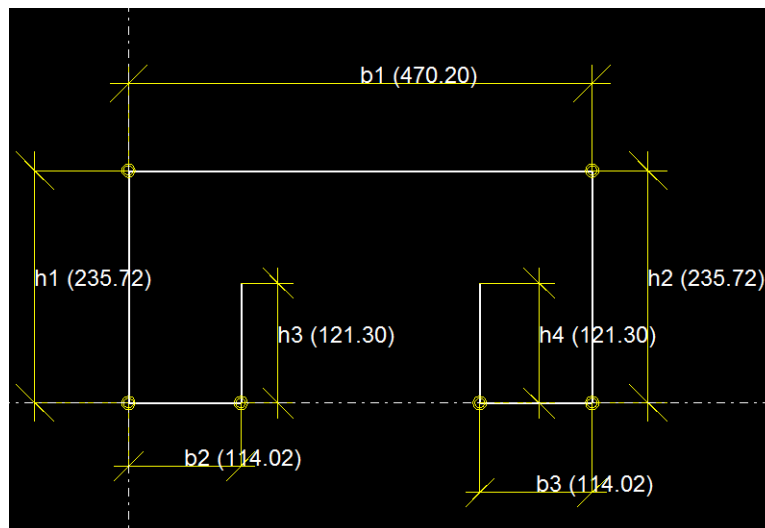 b1 (470.20)
h1 (235.72)
h2 (235.72)
h3 (121.30)
h4 (121.30)
b2 (114.02)
b3 (114.02)